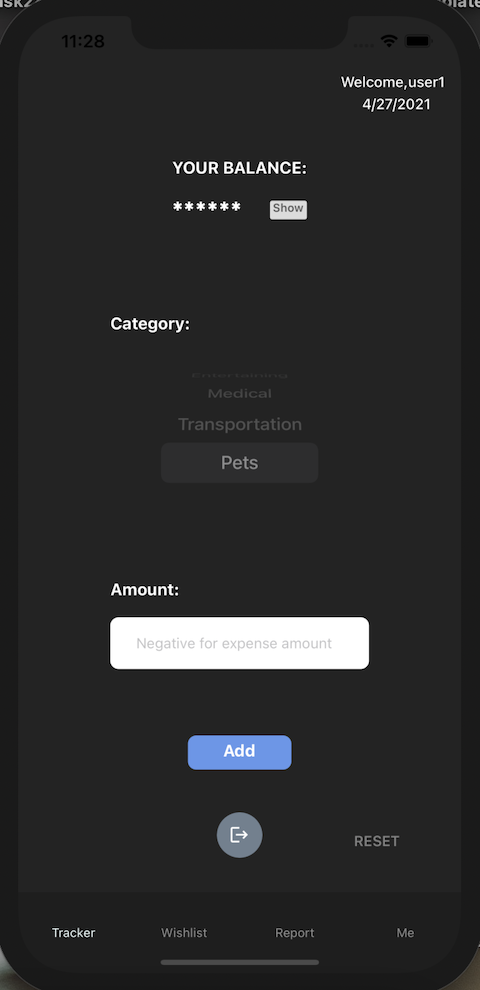 11:28
Welcome,user1
4/27/2021
YOUR BALANCE:
****** Show
Category:
Entertaining
Medical
Transportation
Pets
Amount:
Negative for expense amount
Add
RESET
Tracker Wishlist Report Me